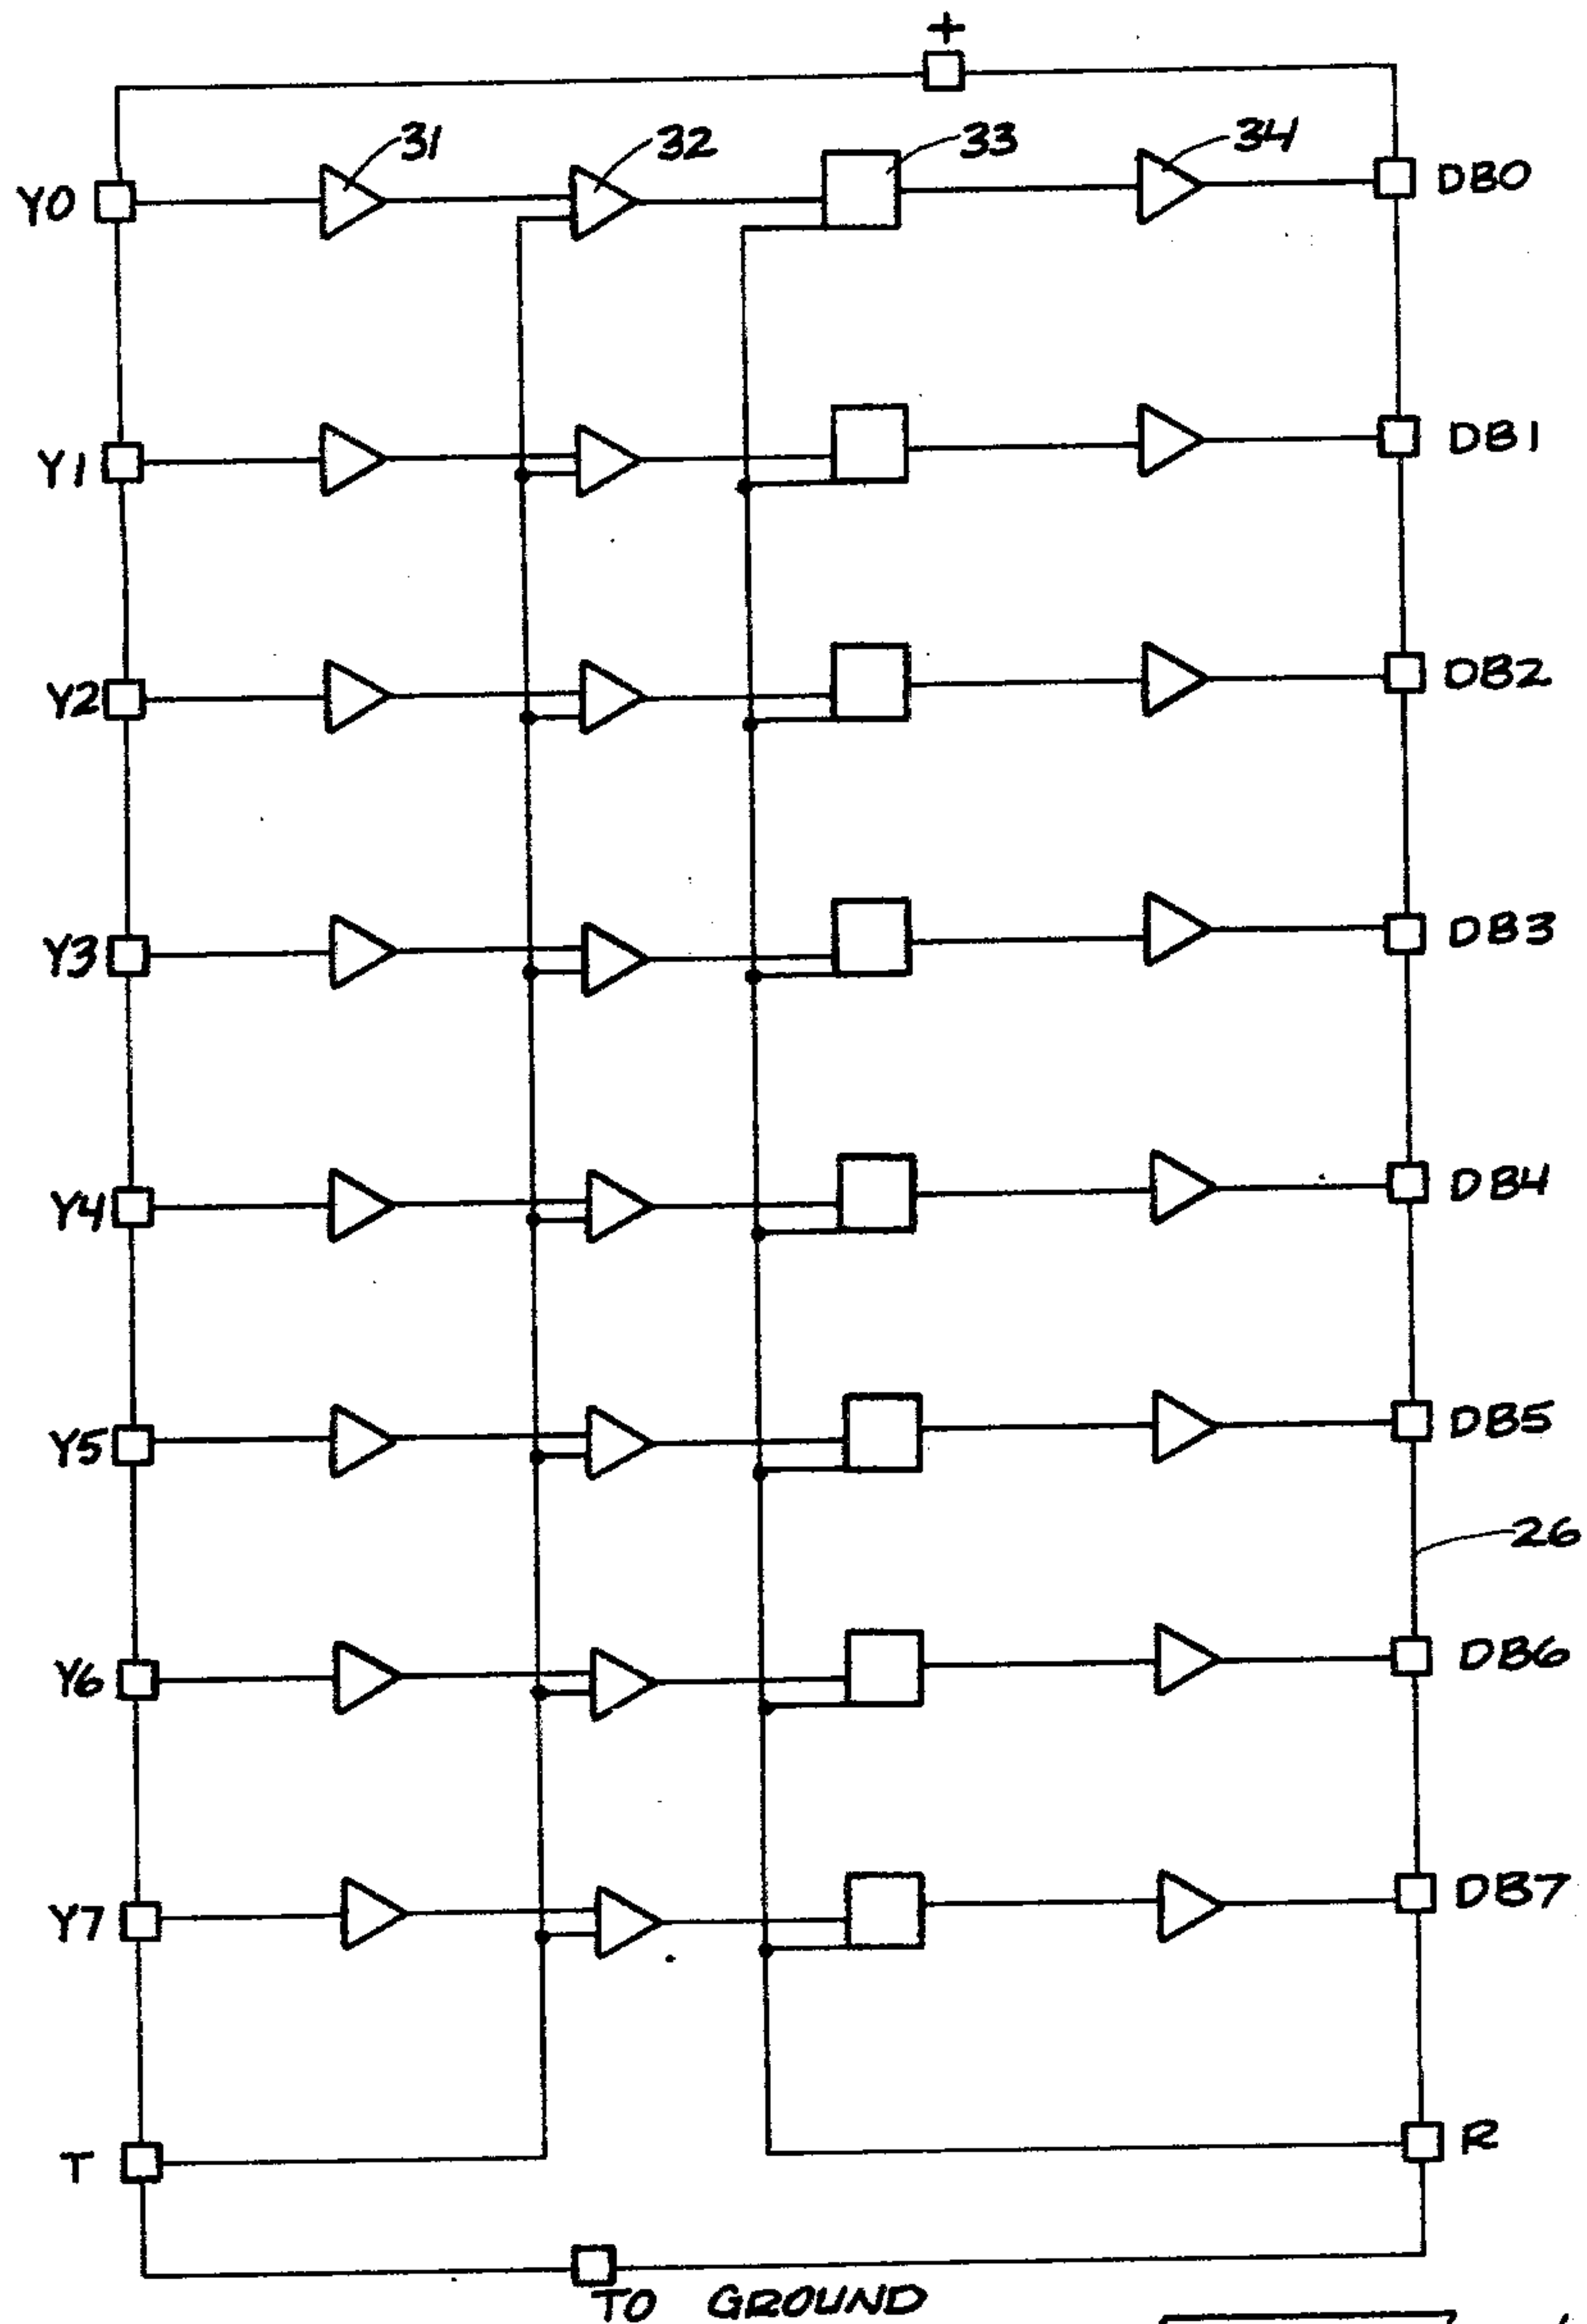 +
31 32 33 34
Y0 DB0
Y1 DB1
Y2 DB2
Y3 DB3
Y4 DB4
Y5 DB5
26
Y6 DB6
Y7 DB7
T R
TO GROUND